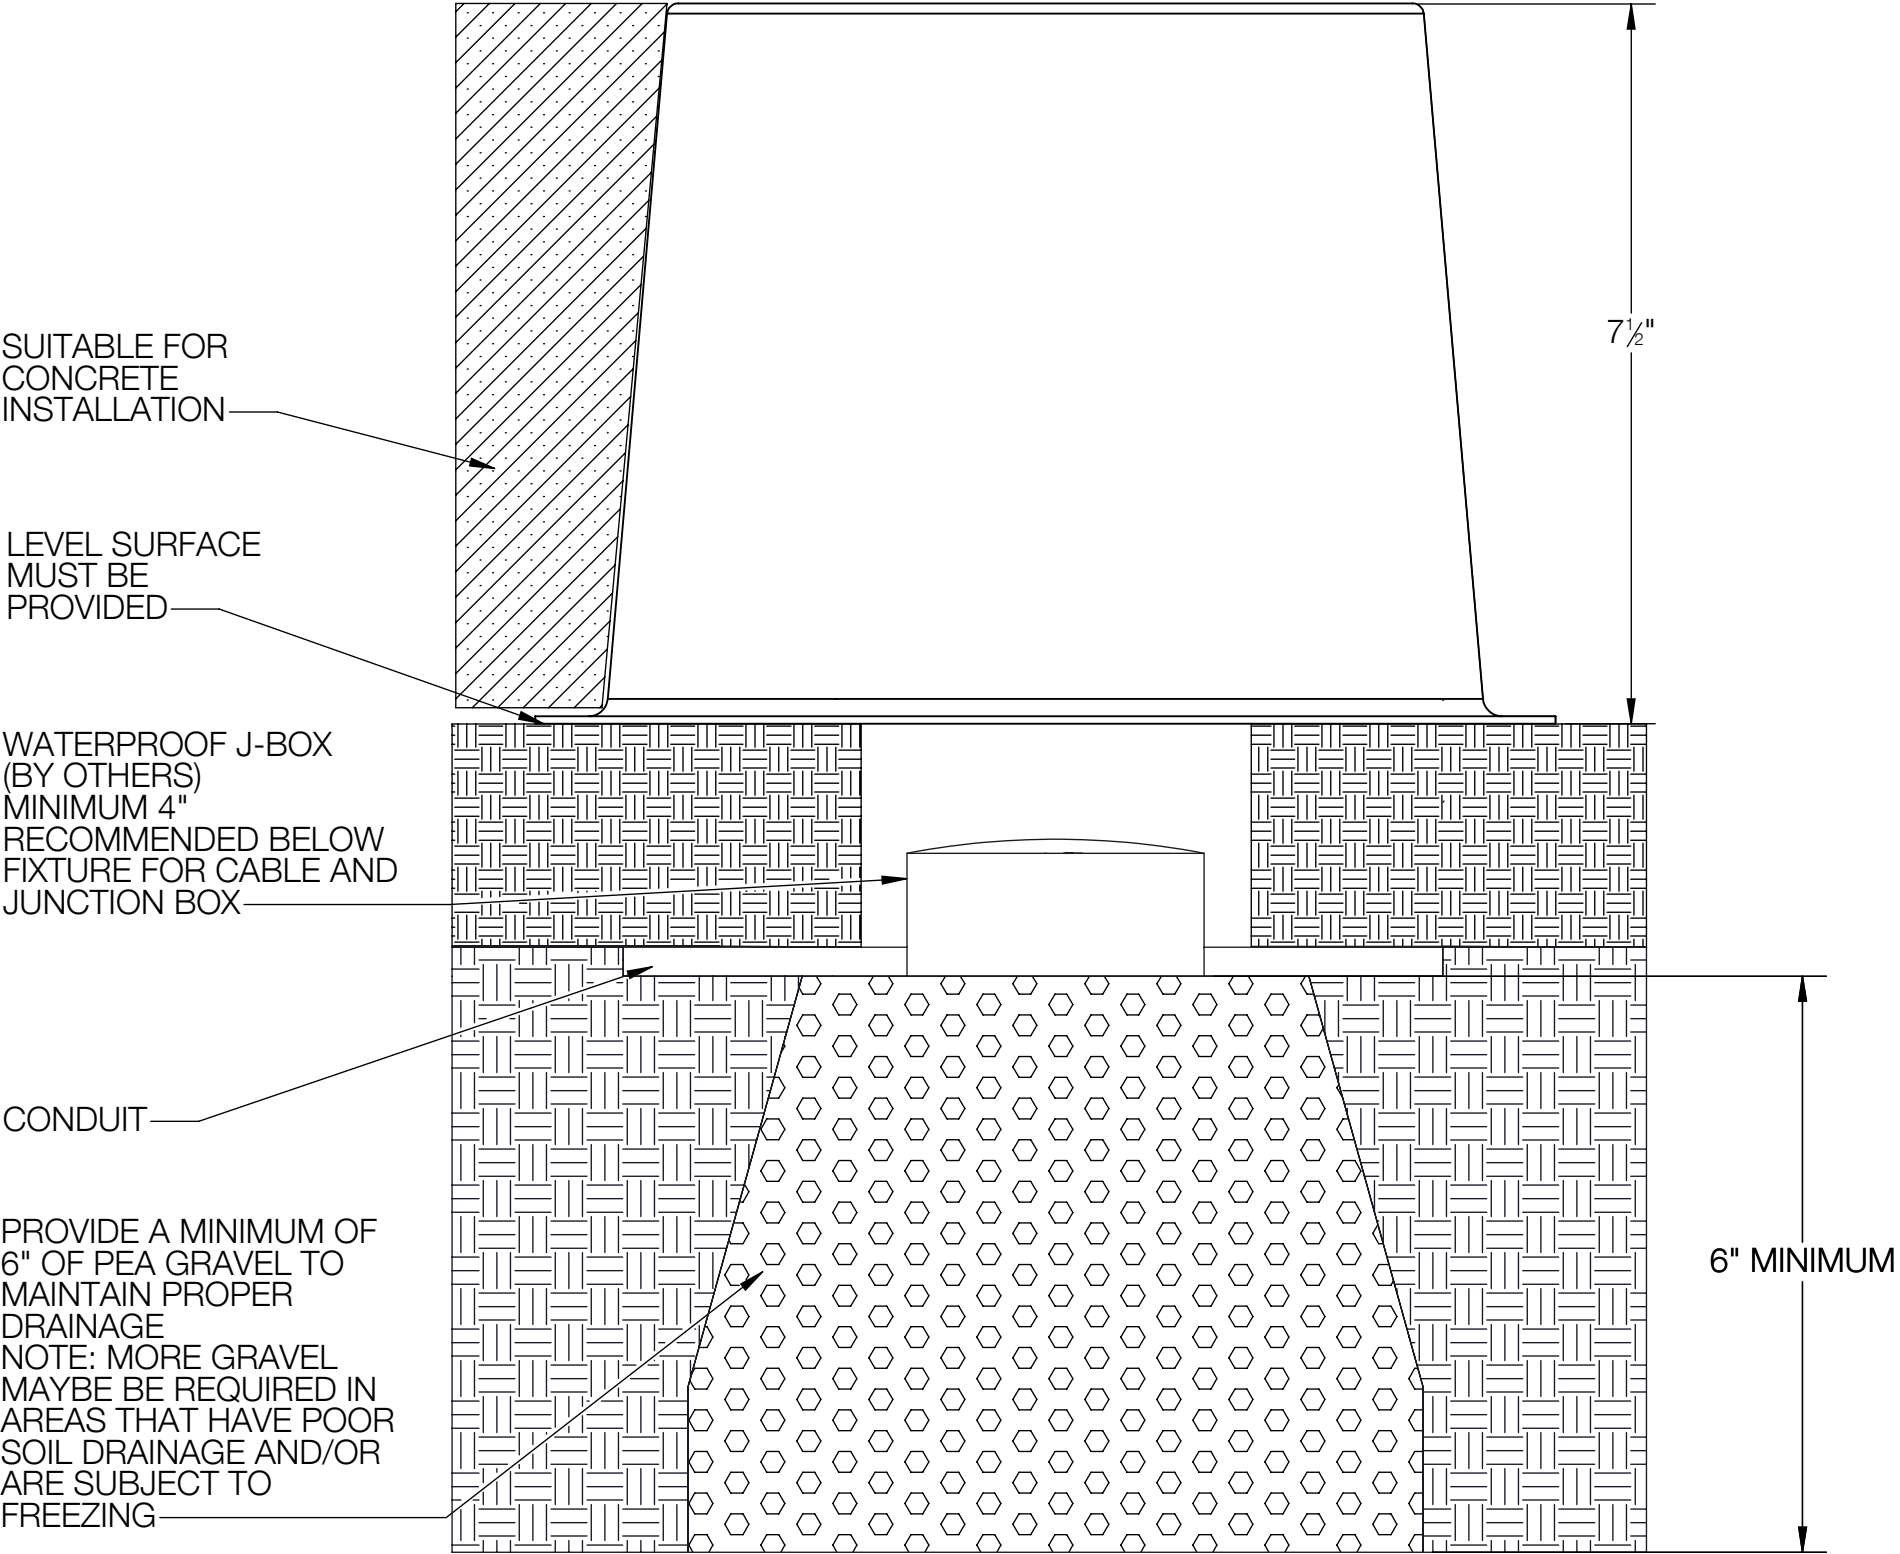 SUITABLE FOR
CONCRETE
INSTALLATION
LEVEL SURFACE
MUST BE
PROVIDED
WATERPROOF J-BOX
(BY OTHERS)
MINIMUM 4"
RECOMMENDED BELOW
FIXTURE FOR CABLE AND
JUNCTION BOX
CONDUIT
PROVIDE A MINIMUM OF
6" OF PEA GRAVEL TO
MAINTAIN PROPER
DRAINAGE
NOTE: MORE GRAVEL
MAYBE BE REQUIRED IN
AREAS THAT HAVE POOR
SOIL DRAINAGE AND/OR
ARE SUBJECT TO
FREEZING
7½"
6" MINIMUM